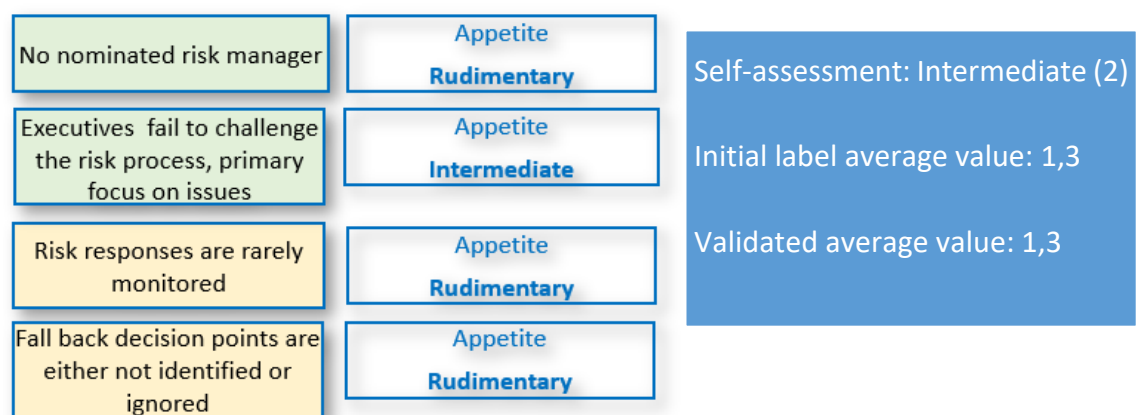 No nominated risk manager
Appetite
Rudimentary
Executives fail to challenge
the risk process, primary
focus on issues
Appetite
Intermediate
Risk responses are rarely
monitored
Appetite
Rudimentary
Fall back decision points are
either not identified or
ignored
Appetite
Rudimentary
Self-assessment: Intermediate (2)
Initial label average value: 1,3
Validated average value: 1,3